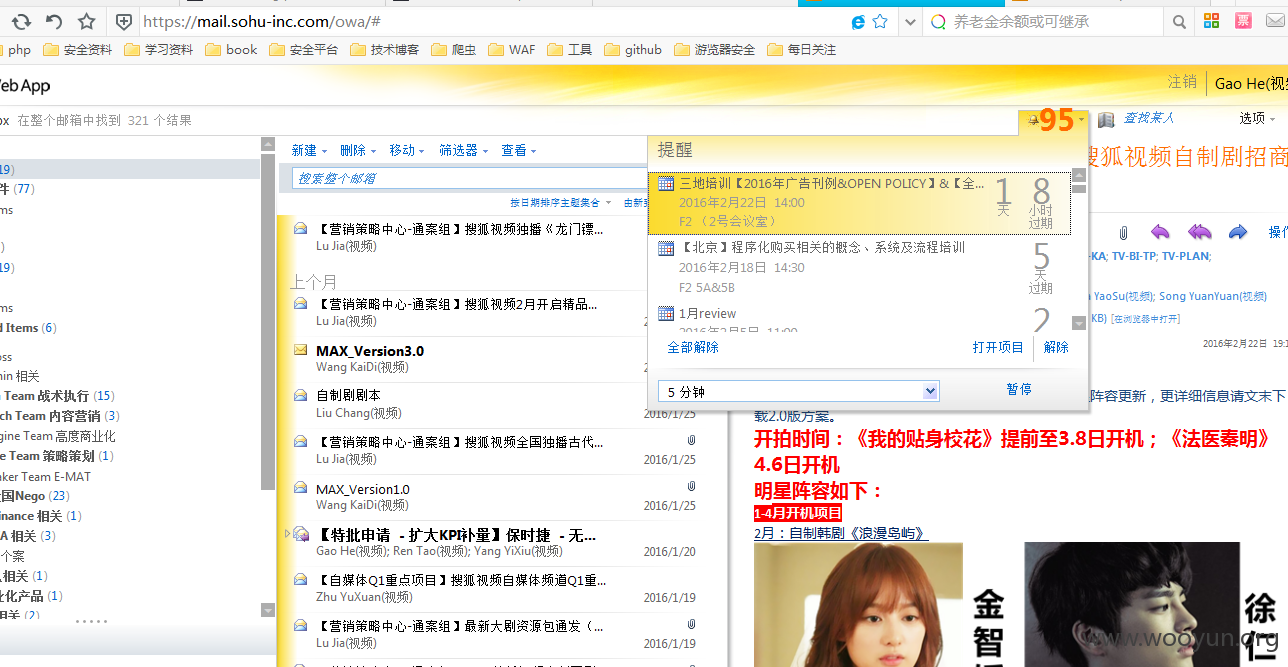 https://mail.sohu-inc.com/owa/#
养老金余额或可继承
票
php 安全资料 学习资料 book 安全平台 技术博客 爬虫 WAF 工具 github 游览器安全 每日关注
eb App
注销 Gao He(视频
在整个邮箱中找到 321 个结果
95 查找某人 选项
19)
件 (77)
ms
)
19)
ms
d Items (6)
oss
min 相关
Team 战术执行 (15)
ch Team 内容营销 (3)
gine Team 高度商业化
e Team 策略策划 (1)
ker Team E-MAT
国Nego (23)
inance 相关 (1)
A 相关 (3)
个案
相关 (1)
化产品 (1)
相关 (2)
新建 删除 移动 筛选器 查看
搜索整个邮箱
按日期排序主题集合 由新
【营销策略中心-通案组】搜狐视频独播《龙门镖...
Lu Jia(视频)
上个月
【营销策略中心-通案组】搜狐视频2月开启精品...
Lu Jia(视频)
MAX_Version3.0
Wang KaiDi(视频)
自制剧剧本
Liu Chang(视频)
2016/1/25
【营销策略中心-通案组】搜狐视频全国独播古代...
Lu Jia(视频)
2016/1/25
MAX_Version1.0
Wang KaiDi(视频)
2016/1/25
【特批申请 - 扩大KPI补量】保时捷 - 无...
Gao He(视频); Ren Tao(视频); Yang YiXiu(视频)
2016/1/20
【自媒体Q1重点项目】搜狐视频自媒体频道Q1重...
Zhu YuXuan(视频)
2016/1/19
【营销策略中心-通案组】最新大剧资源包通发（...
Lu Jia(视频)
2016/1/19
提醒
三地培训【2016年广告刊例&OPEN POLICY】&【全...
2016年2月22日 14:00
F2 （2号会议室）
1 天 8 小时 过期
【北京】程序化购买相关的概念、系统及流程培训
2016年2月18日 14:30
F2 5A&5B
5 天 过期
1月review
2016年2月5日 11:00
2
全部解除 打开项目 解除
5 分钟 暂停
搜狐视频自制剧招商
操作
-KA; TV-BI-TP; TV-PLAN;
YaoSu(视频); Song YuanYuan(视频)
KB) [在浏览器中打开]
2016年2月22日 19:1
阵容更新，更详细信息请文末下
载2.0版方案。
开拍时间：《我的贴身校花》提前至3.8日开机；《法医秦明》
4.6日开机
明星阵容如下：
1-4月开机项目
2月：自制韩剧《浪漫岛屿》
金智
徐仁
www.wooyun.org